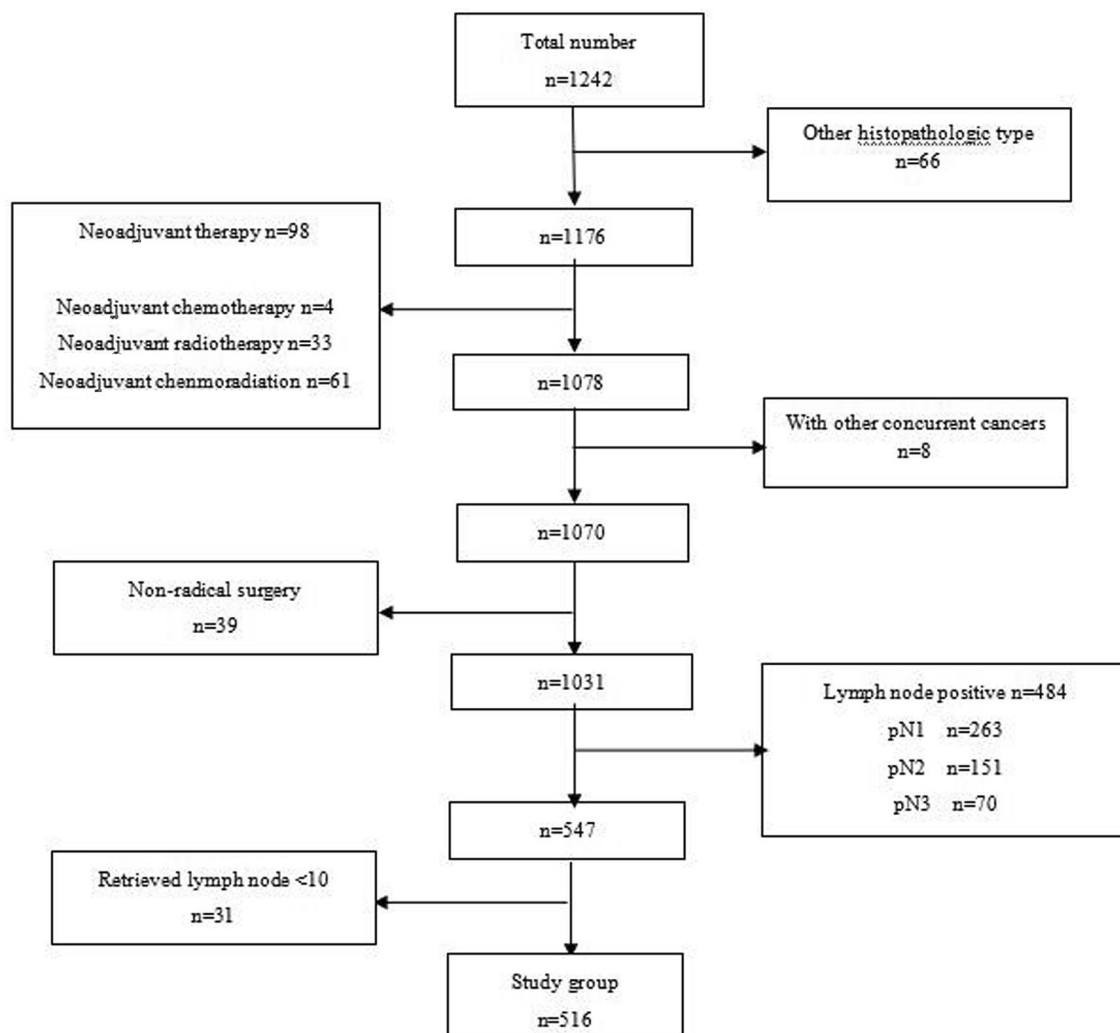 Total number
n=1242
Other histopathologic type
n=66
n=1176
Neoadjuvant therapy n=98
Neoadjuvant chemotherapy n=4
Neoadjuvant radiotherapy n=33
Neoadjuvant chenmoradiation n=61
n=1078
With other concurrent cancers
n=8
n=1070
Non-radical surgery
n=39
n=1031
Lymph node positive n=484
pN1 n=263
pN2 n=151
pN3 n=70
n=547
Retrieved lymph node <10
n=31
Study group
n=516